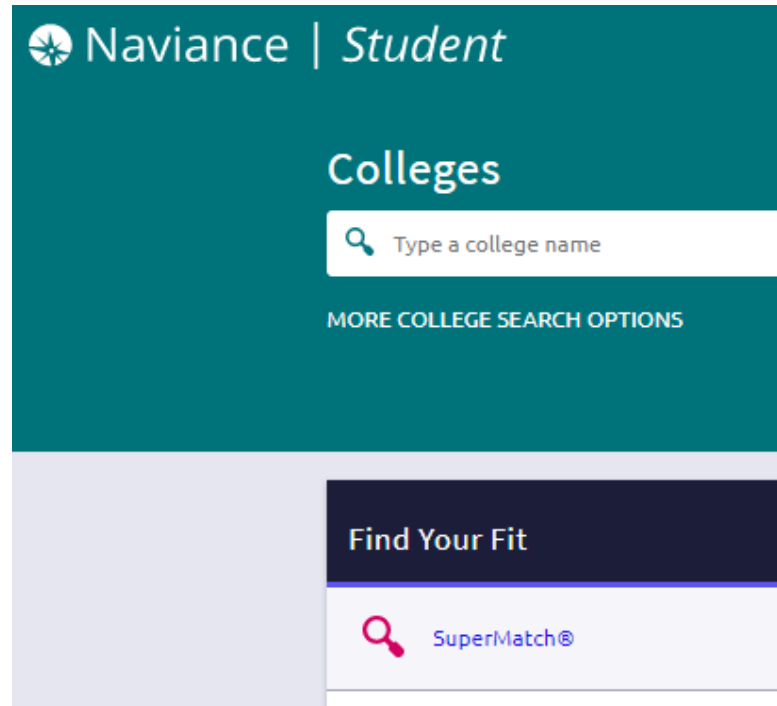 Naviance | Student
Colleges
Type a college name
MORE COLLEGE SEARCH OPTIONS
Find Your Fit
SuperMatch®